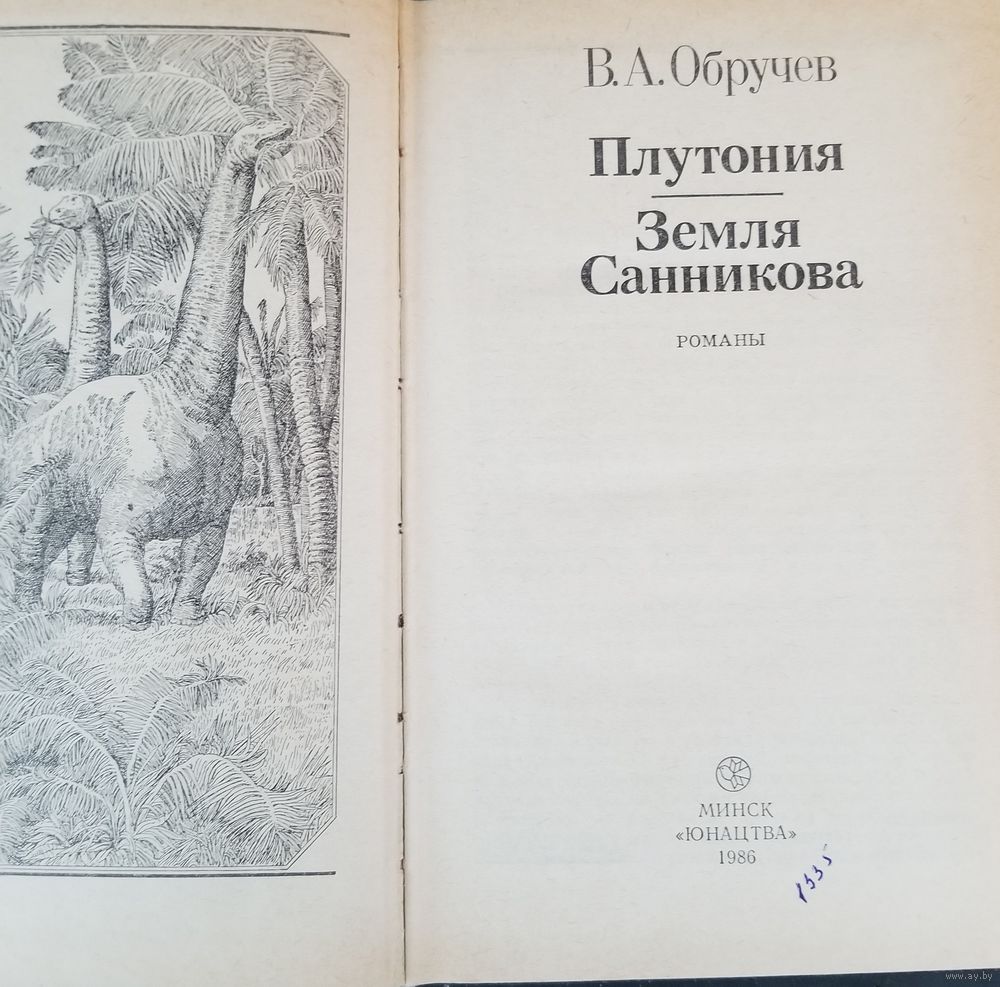 В. А. Обручев
Плутония
Земля
Санникова
РОМАНЫ
МИНСК
«ЮНАЦТВА»
1986
1335
www.ay.by